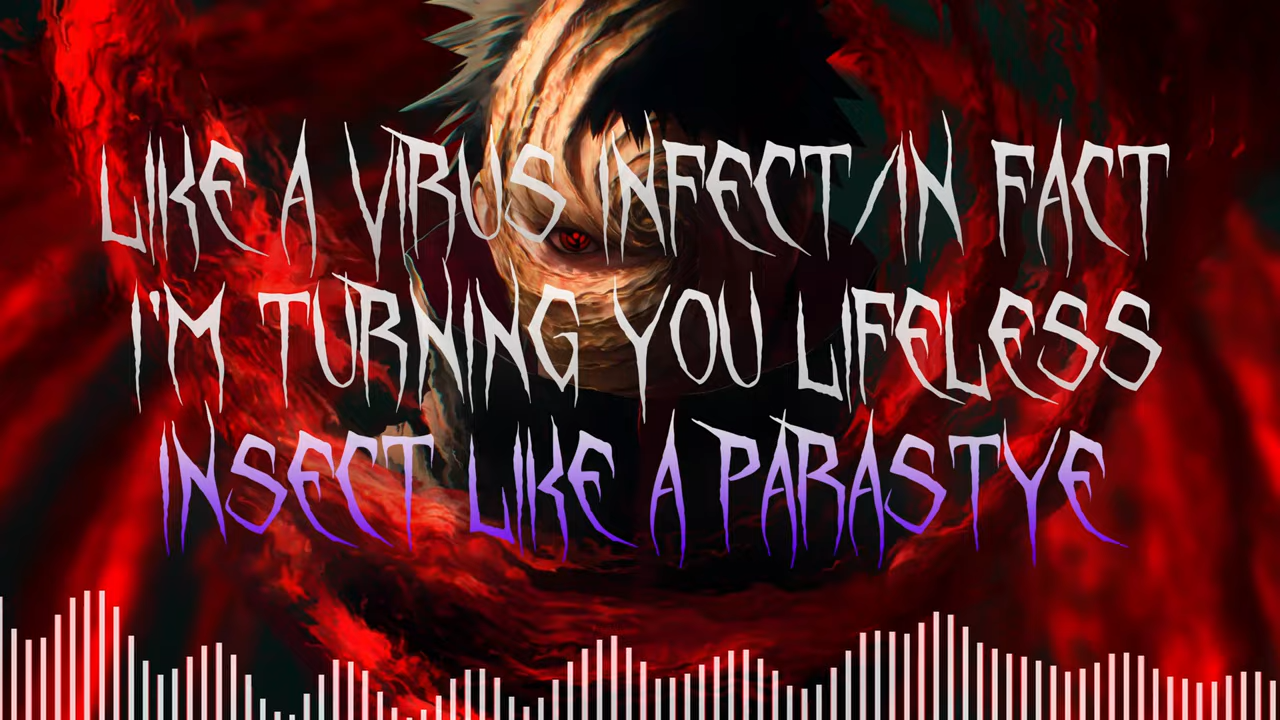 LIKE A VIRUS INFECT/IN FACT
I'M TURNING YOU LIFELESS
INSECT LIKE A PARASTYE